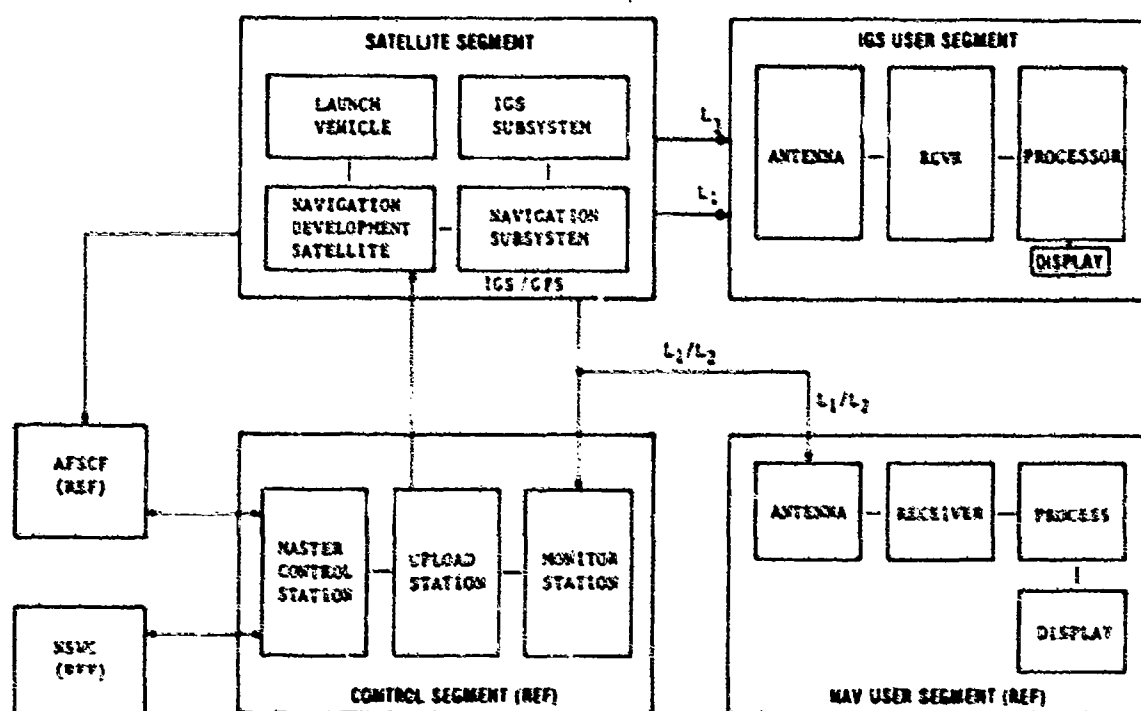 SATELLITE SEGMENT
LAUNCH
VEHICLE
IGS
SUBSYSTEM
NAVIGATION
DEVELOPMENT
SATELLITE
NAVIGATION
SUBSYSTEM
IGS/GPS
IGS USER SEGMENT
ANTENNA
RCVR
PROCESSOR
DISPLAY
L₃
L₁/L₂
L₁/L₂
AFSCF
(REF)
MASTER
CONTROL
STATION
UPLOAD
STATION
MONITOR
STATION
CONTROL SEGMENT (REF)
(REF)
ANTENNA
RECEIVER
PROCESS
DISPLAY
NAV USER SEGMENT (REF)